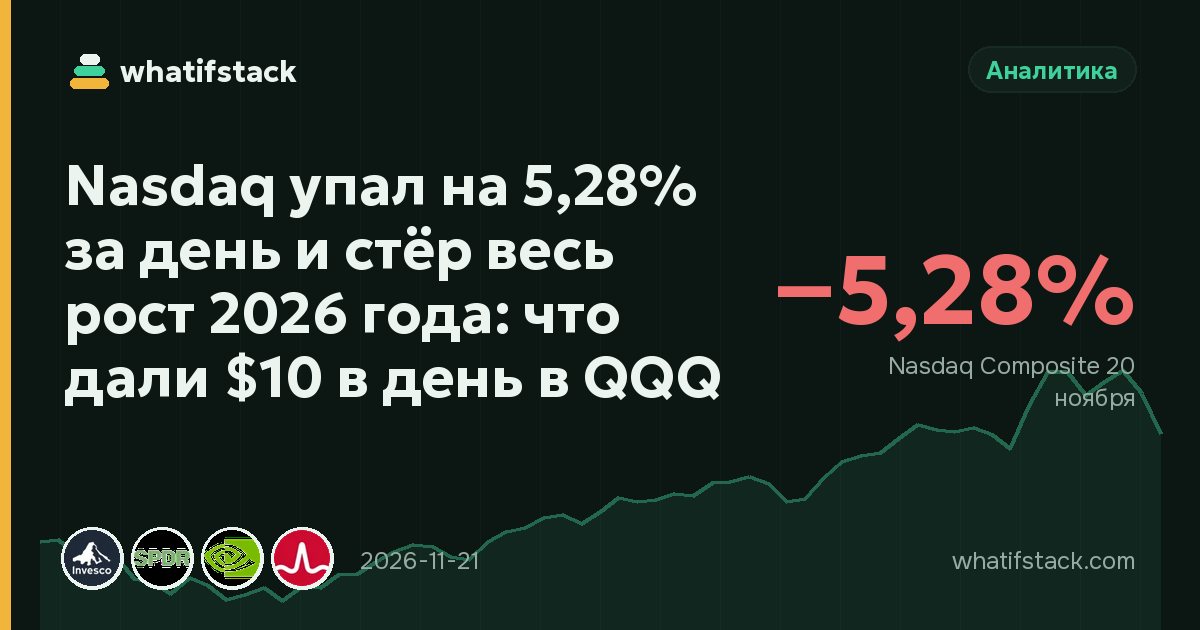 whatifstack
Аналитика
Nasdaq упал на 5,28%
за день и стёр весь
рост 2026 года: что
дали $10 в день в QQQ
−5,28%
Nasdaq Composite 20
ноября
Invesco
SPDR
2026-11-21
whatifstack.com